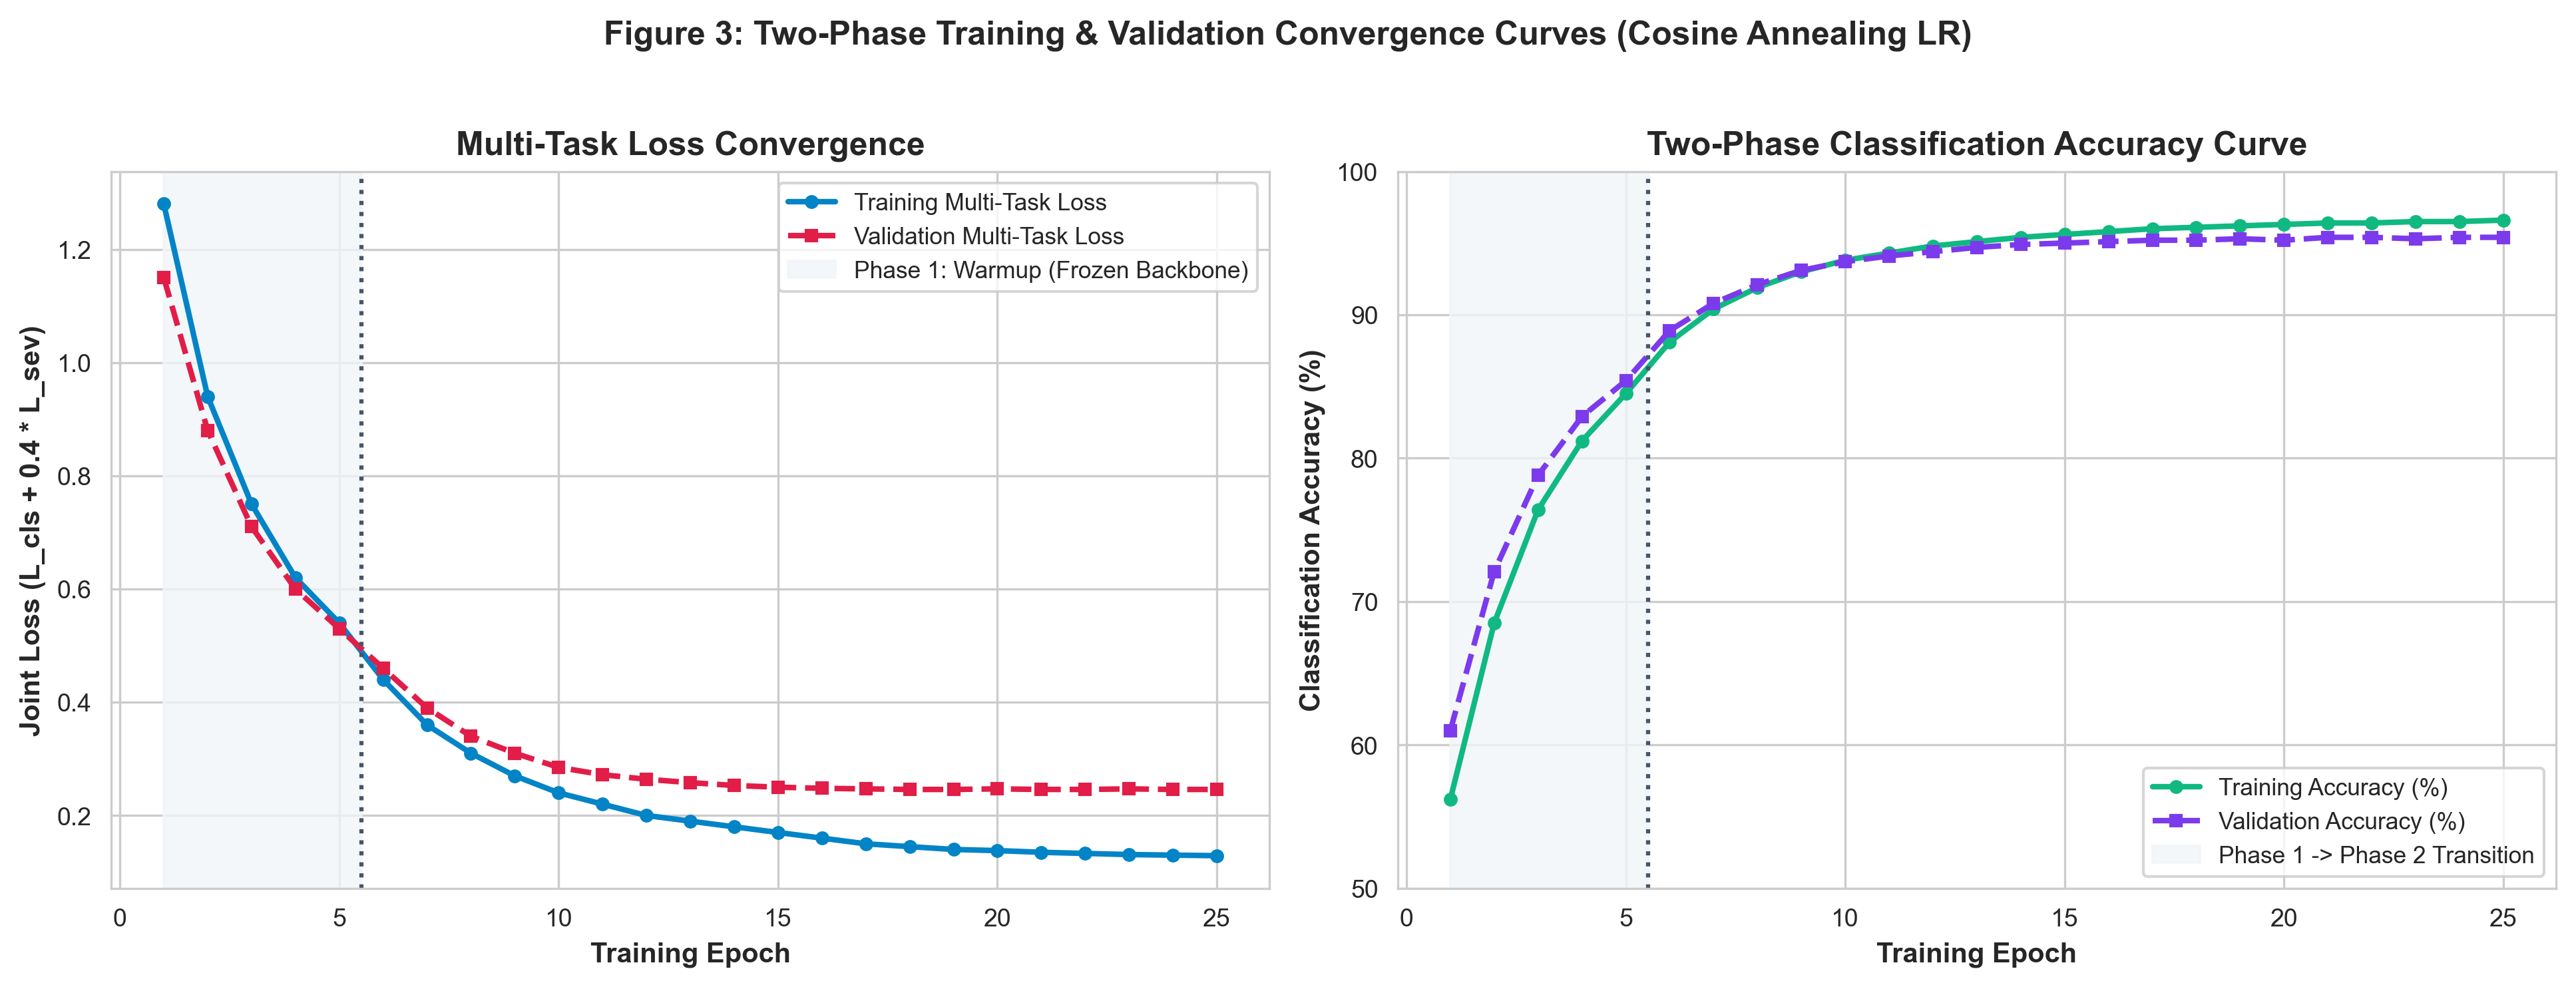 Figure 3: Two-Phase Training & Validation Convergence Curves (Cosine Annealing LR)
Multi-Task Loss Convergence
Joint Loss (L_cls + 0.4 * L_sev)
1.2
1.0
0.8
0.6
0.4
0.2
Training Multi-Task Loss
Validation Multi-Task Loss
Phase 1: Warmup (Frozen Backbone)
0 5 10 15 20 25
Training Epoch
Two-Phase Classification Accuracy Curve
Classification Accuracy (%)
100
90
80
70
60
50
Training Accuracy (%)
Validation Accuracy (%)
Phase 1 -> Phase 2 Transition
0 5 10 15 20 25
Training Epoch